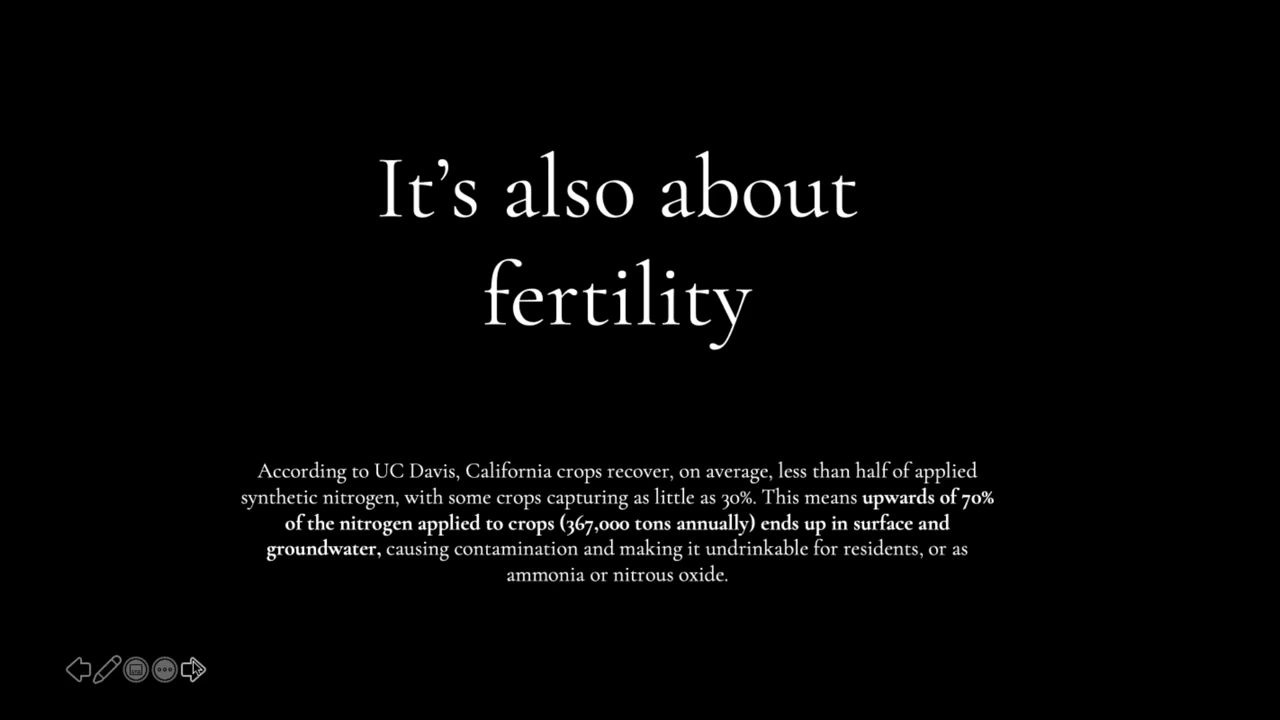 It’s also about
fertility
According to UC Davis, California crops recover, on average, less than half of applied
synthetic nitrogen, with some crops capturing as little as 30%. This means upwards of 70%
of the nitrogen applied to crops (367,000 tons annually) ends up in surface and
groundwater, causing contamination and making it undrinkable for residents, or as
ammonia or nitrous oxide.